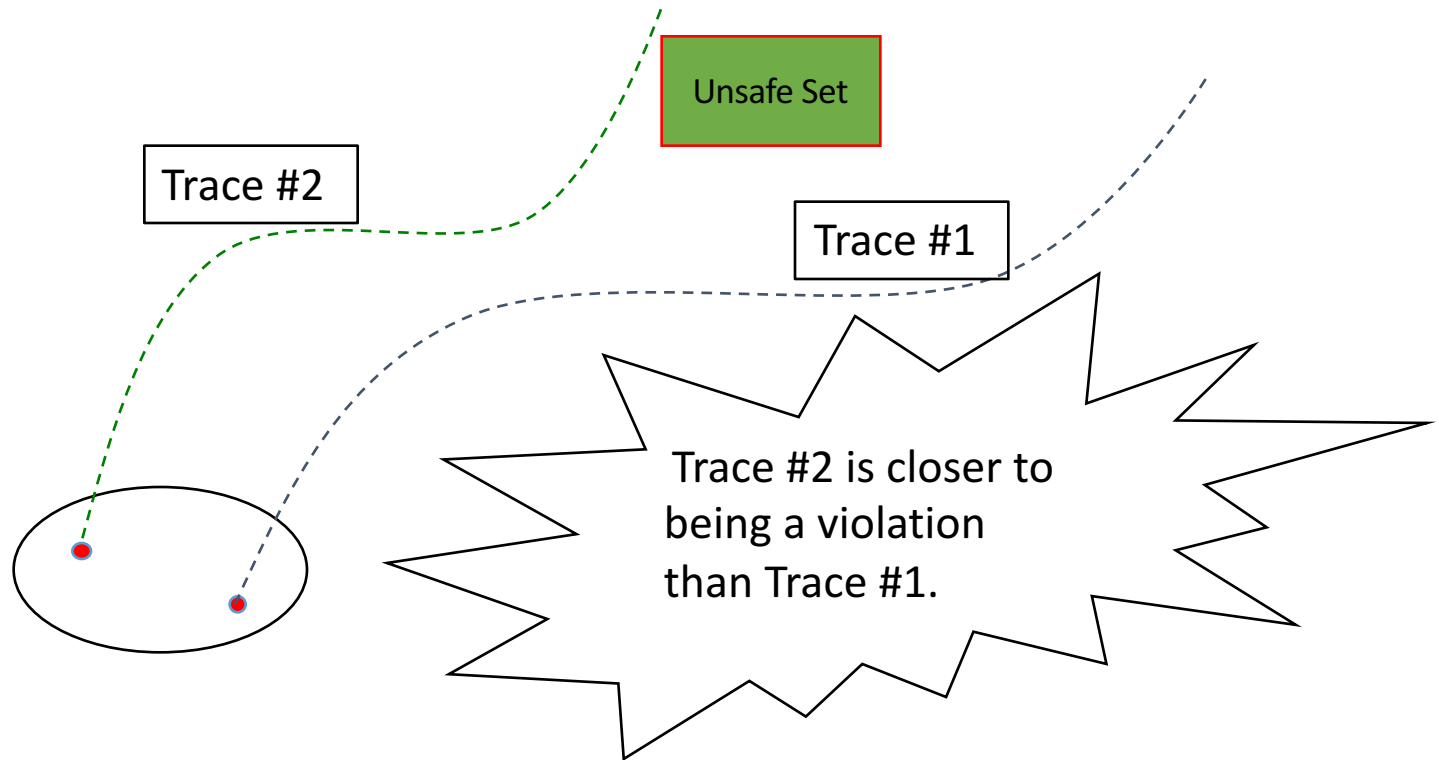 Unsafe Set
Trace #2
Trace #1
Trace #2 is closer to
being a violation
than Trace #1.